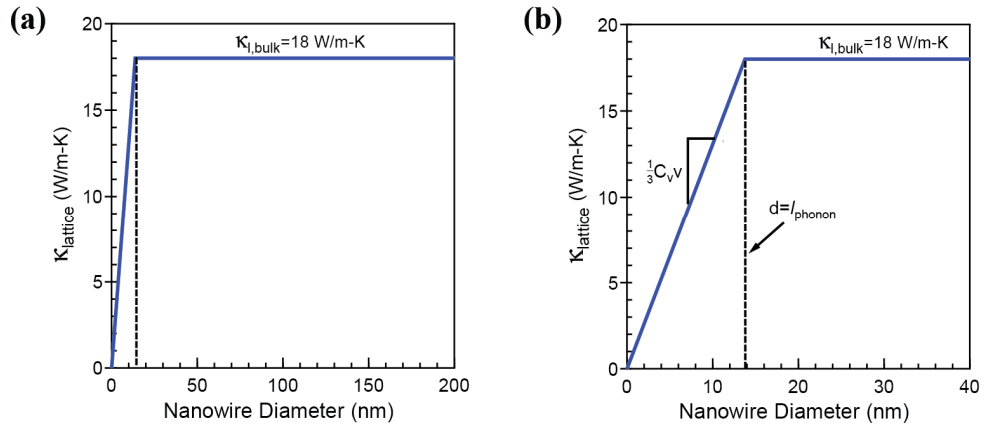 (a)
20
15
10
5
0
κl,bulk=18 W/m-K
κlattice (W/m-K)
0 50 100 150 200
Nanowire Diameter (nm)
(b)
20
15
10
5
0
κl,bulk=18 W/m-K
1/3Cvv
d=lphonon
κlattice (W/m-K)
0 10 20 30 40
Nanowire Diameter (nm)